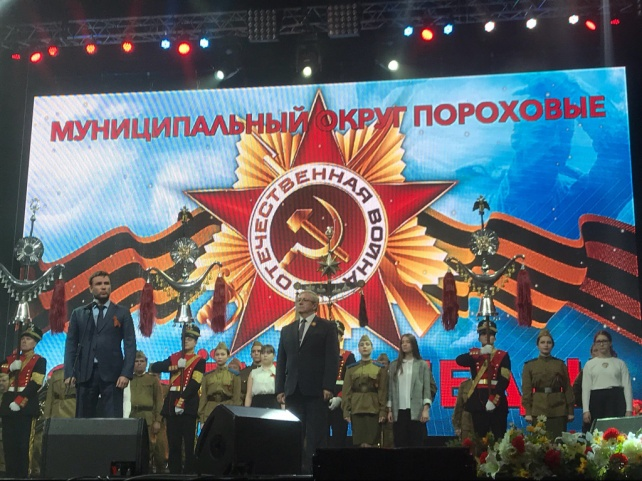 МУНИЦИПАЛЬНЫЙ ОКРУГ ПОРОХОВЫЕ
ОТЕЧЕСТВЕННАЯ ВОЙНА